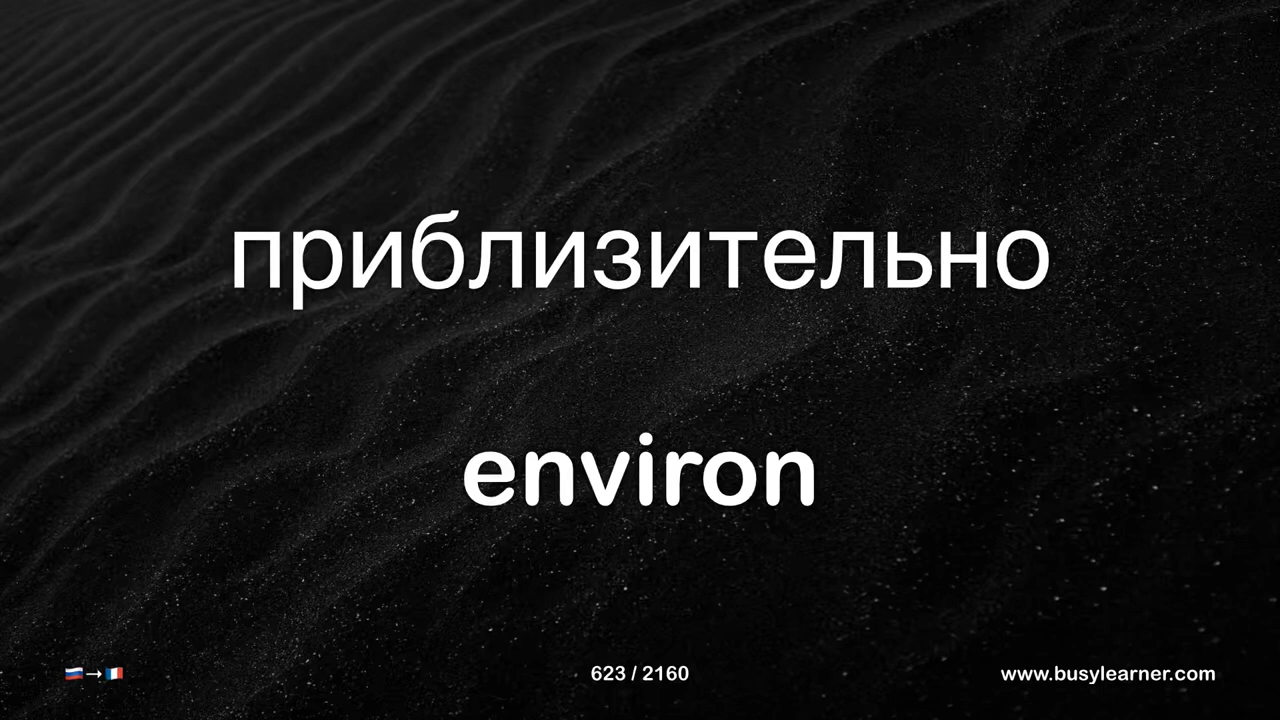 приблизительно
environ
🇷🇺→🇫🇷
623 / 2160
www.busylearner.com